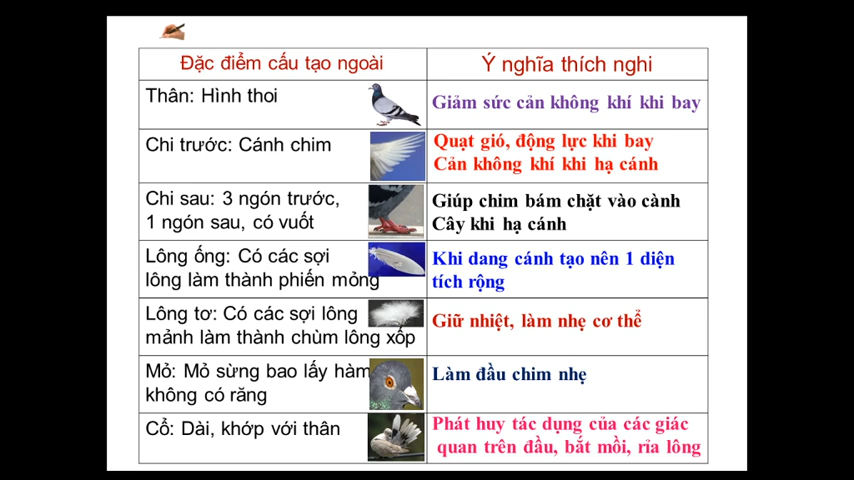 Đặc điểm cấu tạo ngoài
Ý nghĩa thích nghi
Thân: Hình thoi
Giảm sức cản không khí khi bay
Chi trước: Cánh chim
Quạt gió, động lực khi bay
Cản không khí khi hạ cánh
Chi sau: 3 ngón trước,
1 ngón sau, có vuốt
Giúp chim bám chặt vào cành
Cây khi hạ cánh
Lông ống: Có các sợi
lông làm thành phiến mỏng
Khi dang cánh tạo nên 1 diện
tích rộng
Lông tơ: Có các sợi lông
mảnh làm thành chùm lông xốp
Giữ nhiệt, làm nhẹ cơ thể
Mỏ: Mỏ sừng bao lấy hàm
không có răng
Làm đầu chim nhẹ
Cổ: Dài, khớp với thân
Phát huy tác dụng của các giác
quan trên đầu, bắt mồi, rỉa lông